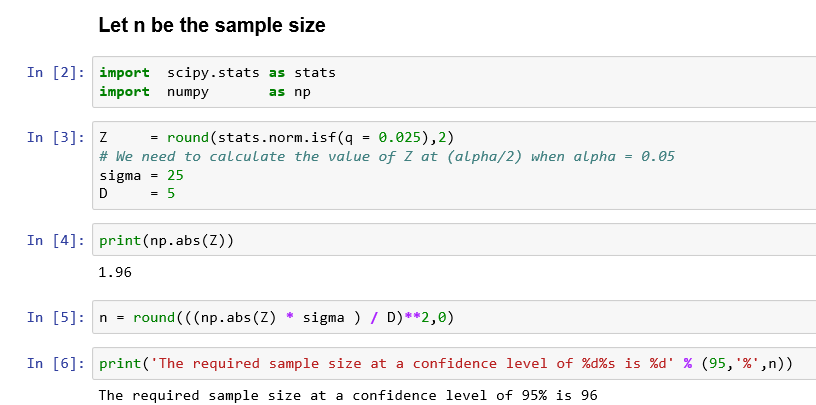 Let n be the sample size
In [2]: import  scipy.stats as stats
import  numpy       as np
In [3]: Z     = round(stats.norm.isf(q = 0.025),2)
# We need to calculate the value of Z at (alpha/2) when alpha = 0.05
sigma = 25
D     = 5
In [4]: print(np.abs(Z))
1.96
In [5]: n = round(((np.abs(Z) * sigma ) / D)**2,0)
In [6]: print('The required sample size at a confidence level of %d%s is %d' % (95,'%',n))
The required sample size at a confidence level of 95% is 96